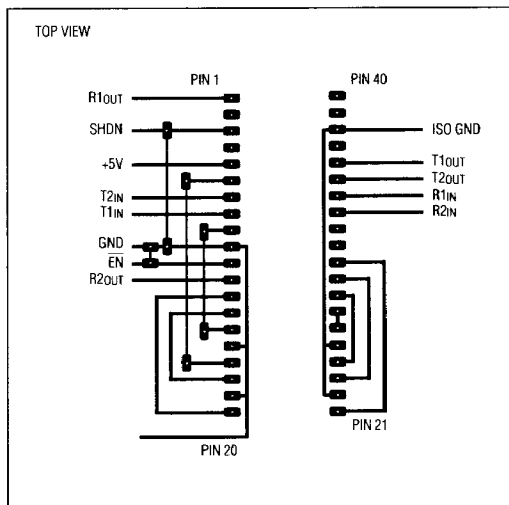 TOP VIEW
PIN 1
PIN 40
R1OUT
SHDN
ISO GND
+5V
T1OUT
T2OUT
T2IN
R1IN
T1IN
R2IN
GND
EN
R2OUT
PIN 21
PIN 20